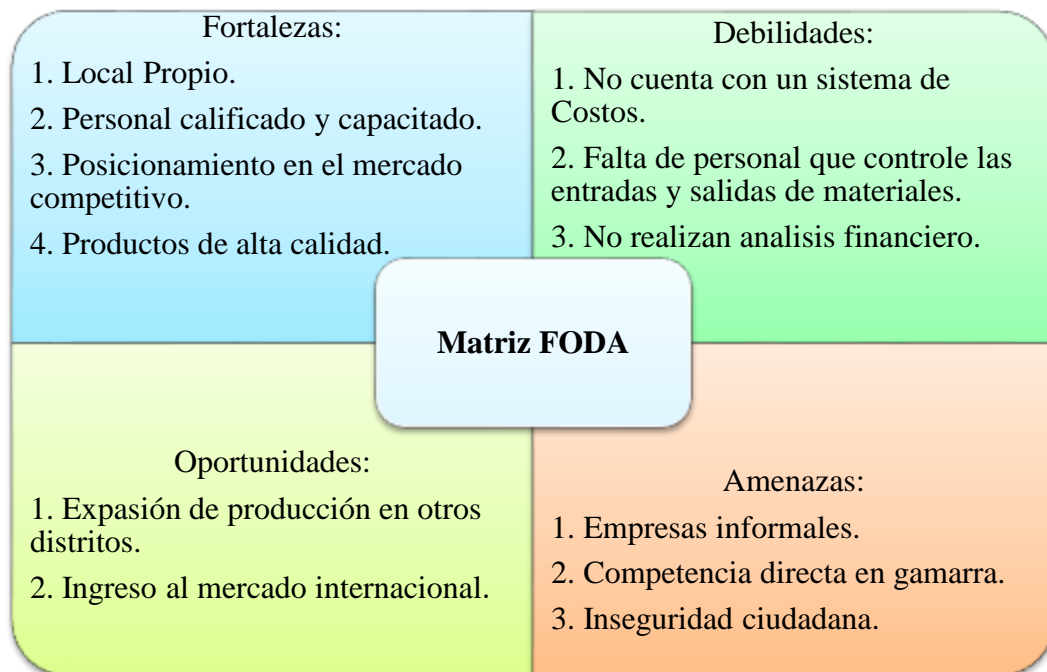 Fortalezas:
1. Local Propio.
2. Personal calificado y capacitado.
3. Posicionamiento en el mercado
competitivo.
4. Productos de alta calidad.
Debilidades:
1. No cuenta con un sistema de
Costos.
2. Falta de personal que controle las
entradas y salidas de materiales.
3. No realizan analisis financiero.
Matriz FODA
Oportunidades:
1. Expasión de producción en otros
distritos.
2. Ingreso al mercado internacional.
Amenazas:
1. Empresas informales.
2. Competencia directa en gamarra.
3. Inseguridad ciudadana.